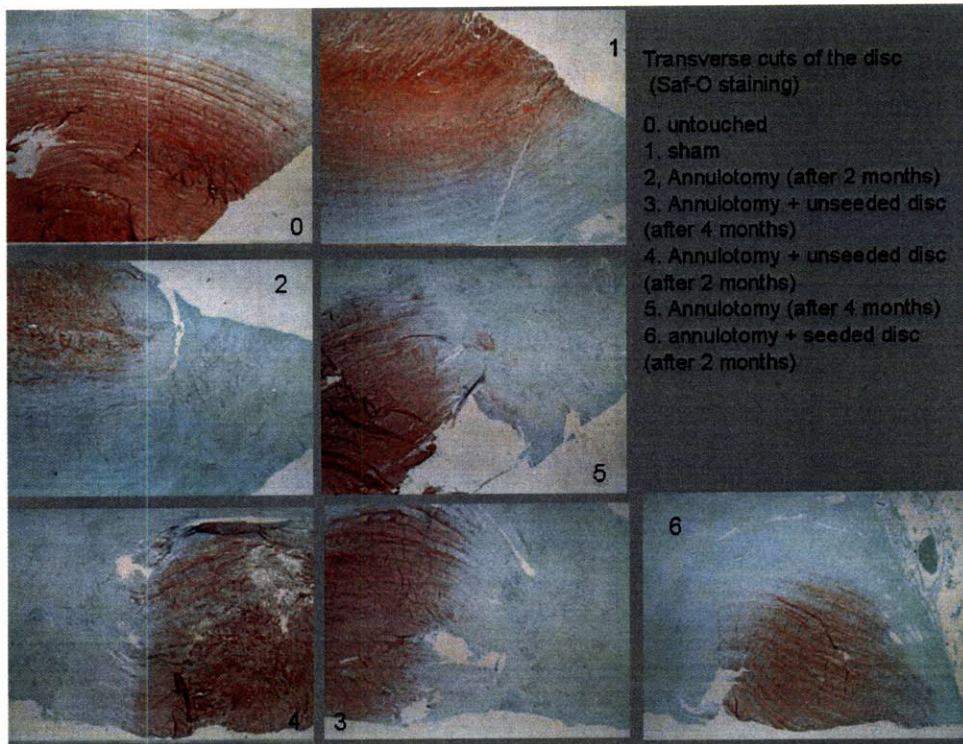 0
1
Transverse cuts of the disc
(Saf-O staining)
0. untouched
1. sham
2, Annulotomy (after 2 months)
3. Annulotomy + unseeded disc
(after 4 months)
4. Annulotomy + unseeded disc
(after 2 months)
5. Annulotomy (after 4 months)
6. annulotomy + seeded disc
(after 2 months)
2
5
4
3
6